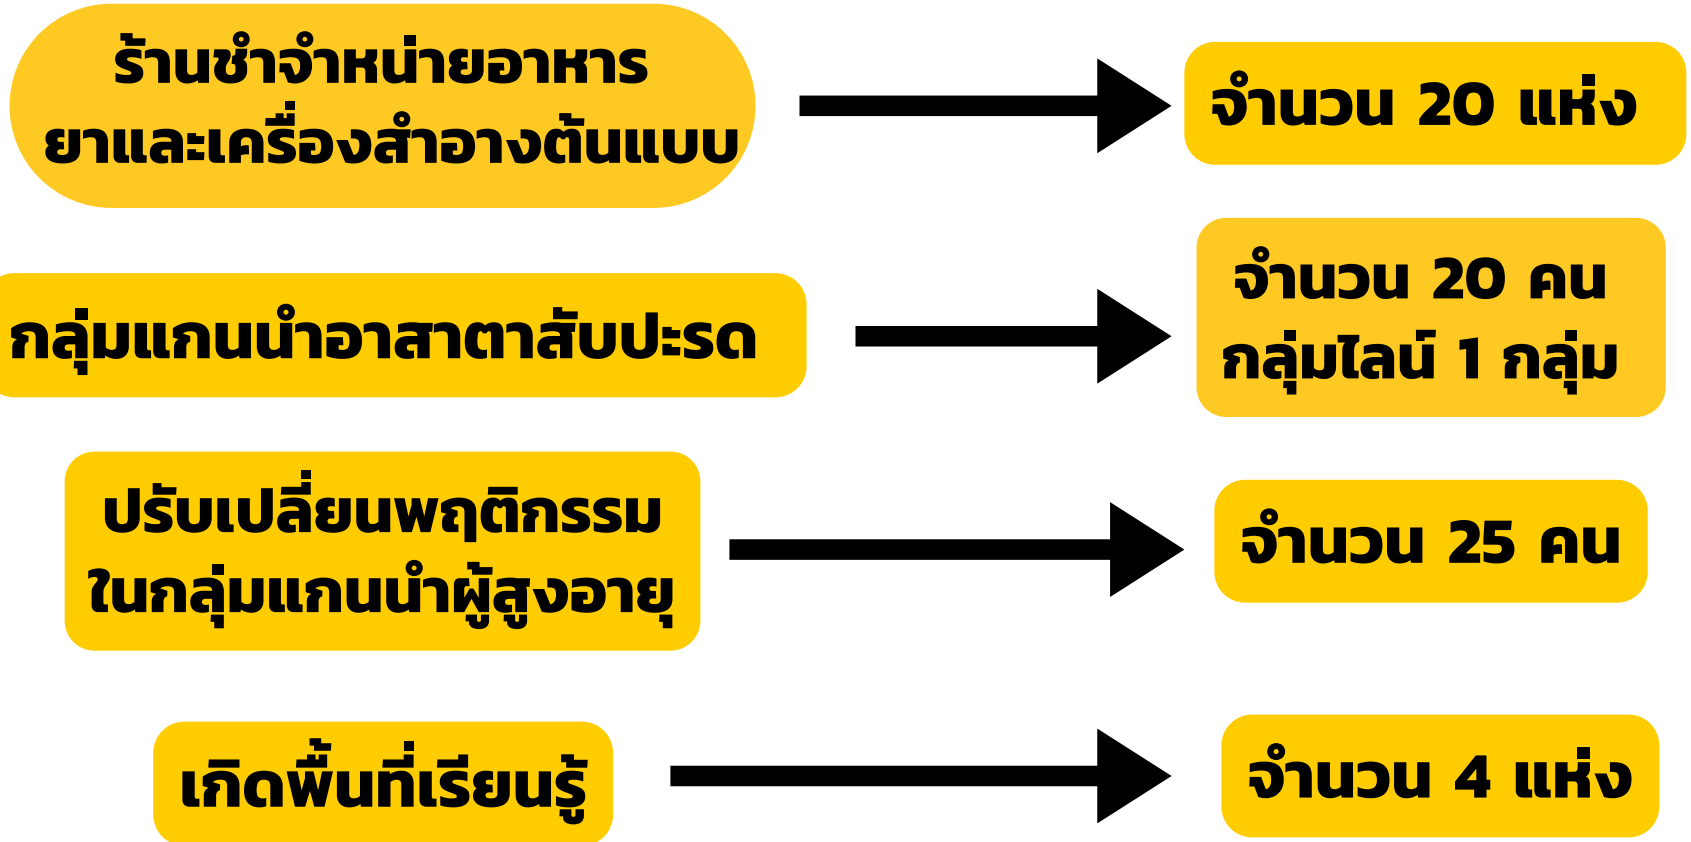 ร้านชำจำหน่ายอาหาร
ยาและเครื่องสำอางต้นแบบ
จำนวน 20 แห่ง
กลุ่มแกนนำอาสาตาสับปะรด
จำนวน 20 คน
กลุ่มไลน์ 1 กลุ่ม
ปรับเปลี่ยนพฤติกรรม
ในกลุ่มแกนนำผู้สูงอายุ
จำนวน 25 คน
เกิดพื้นที่เรียนรู้
จำนวน 4 แห่ง